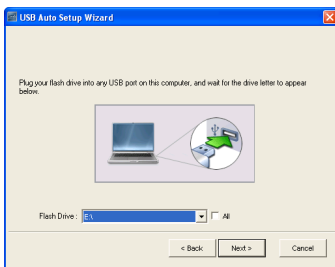 USB Auto Setup Wizard
Plug your flash drive into any USB port on this computer, and wait for the drive letter to appear
below.
Flash Drive : E:\ All
< Back Next > Cancel